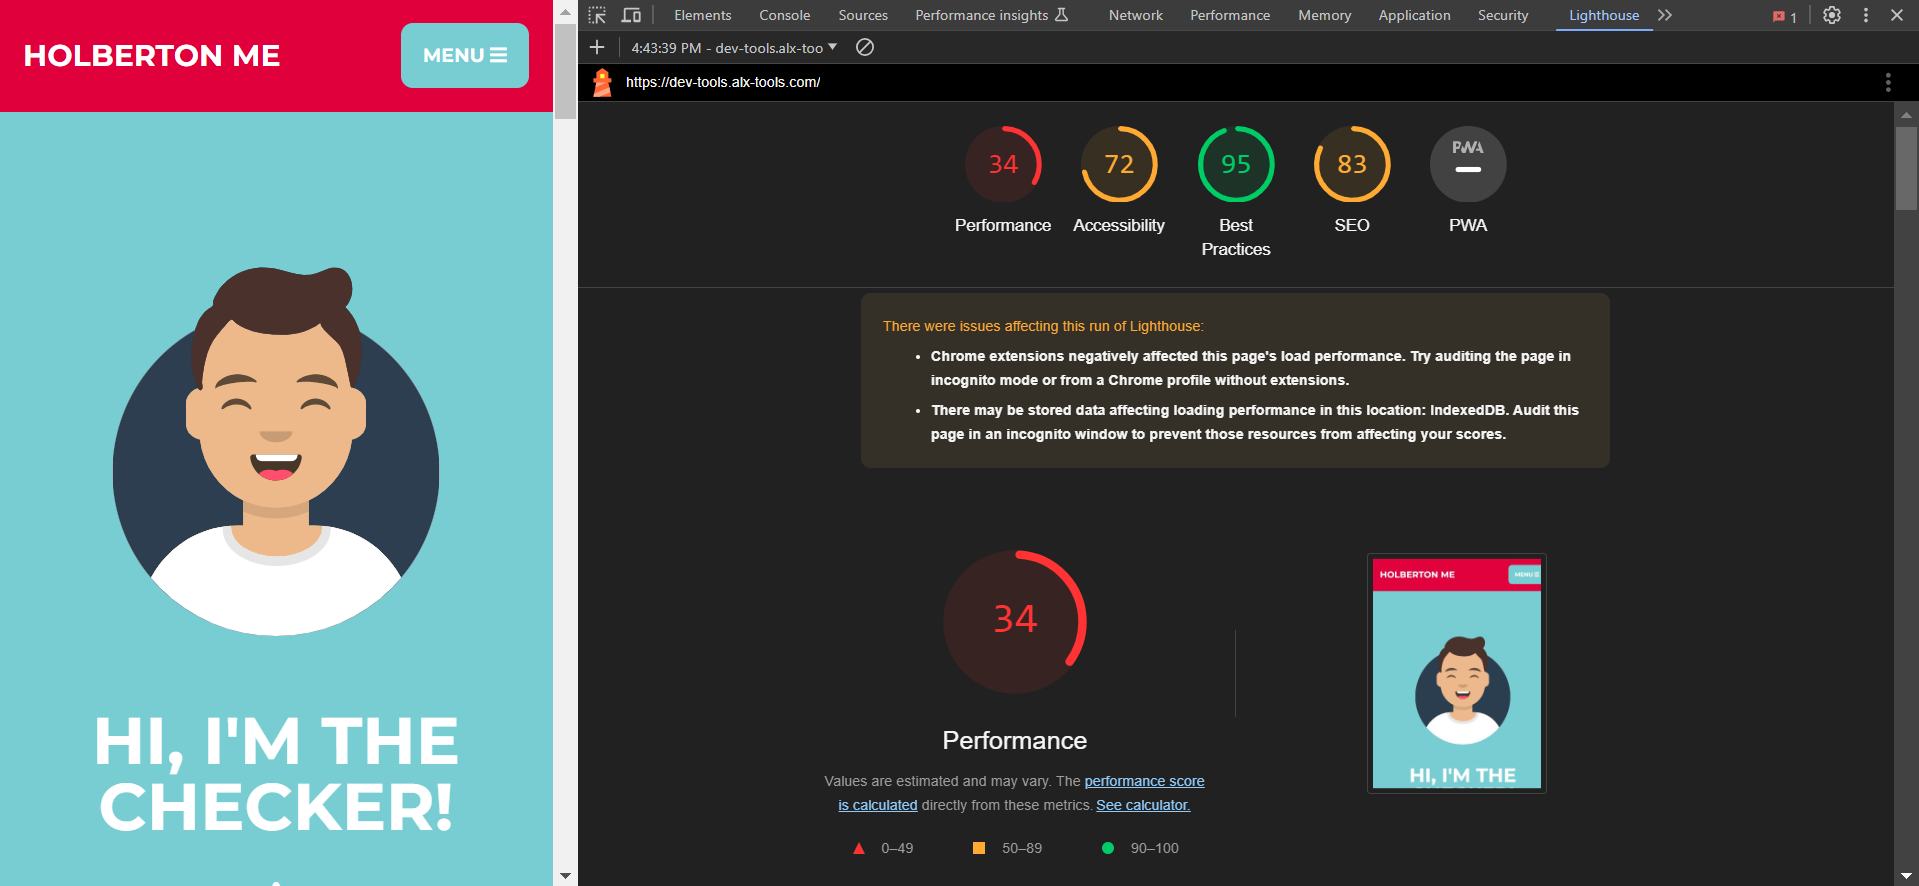 HOLBERTON ME
MENU
HI, I'M THE
CHECKER!
Elements Console Sources Performance insights Network Performance Memory Application Security Lighthouse 1
4:43:39 PM - dev-tools.alx-too
https://dev-tools.alx-tools.com/
34 72 95 83 PWA
Performance Accessibility Best Practices SEO PWA
There were issues affecting this run of Lighthouse:
• Chrome extensions negatively affected this page's load performance. Try auditing the page in
incognito mode or from a Chrome profile without extensions.
• There may be stored data affecting loading performance in this location: IndexedDB. Audit this
page in an incognito window to prevent those resources from affecting your scores.
34
Performance
Values are estimated and may vary. The performance score
is calculated directly from these metrics. See calculator.
0–49 50–89 90–100
HOLBERTON ME MENU
HI, I'M THE